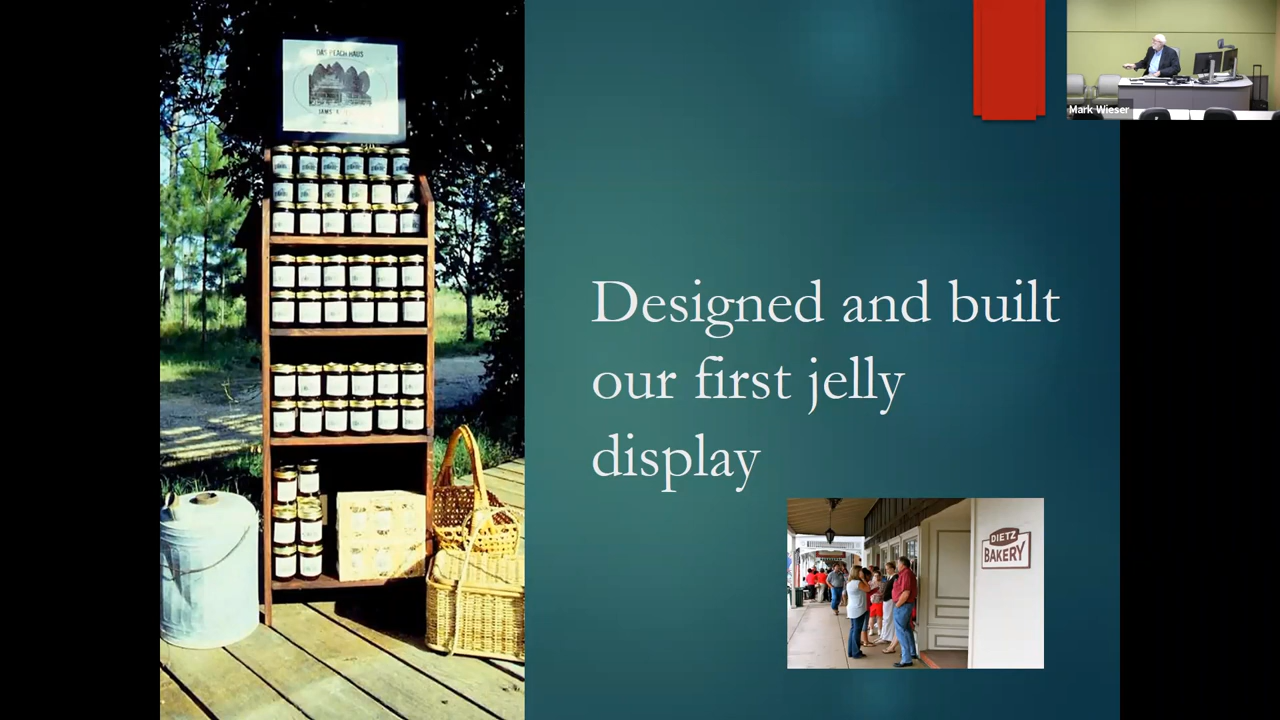 DAS PEACH HAUS
JAMS
Mark Wieser
Designed and built
our first jelly
display
DIETZ
BAKERY